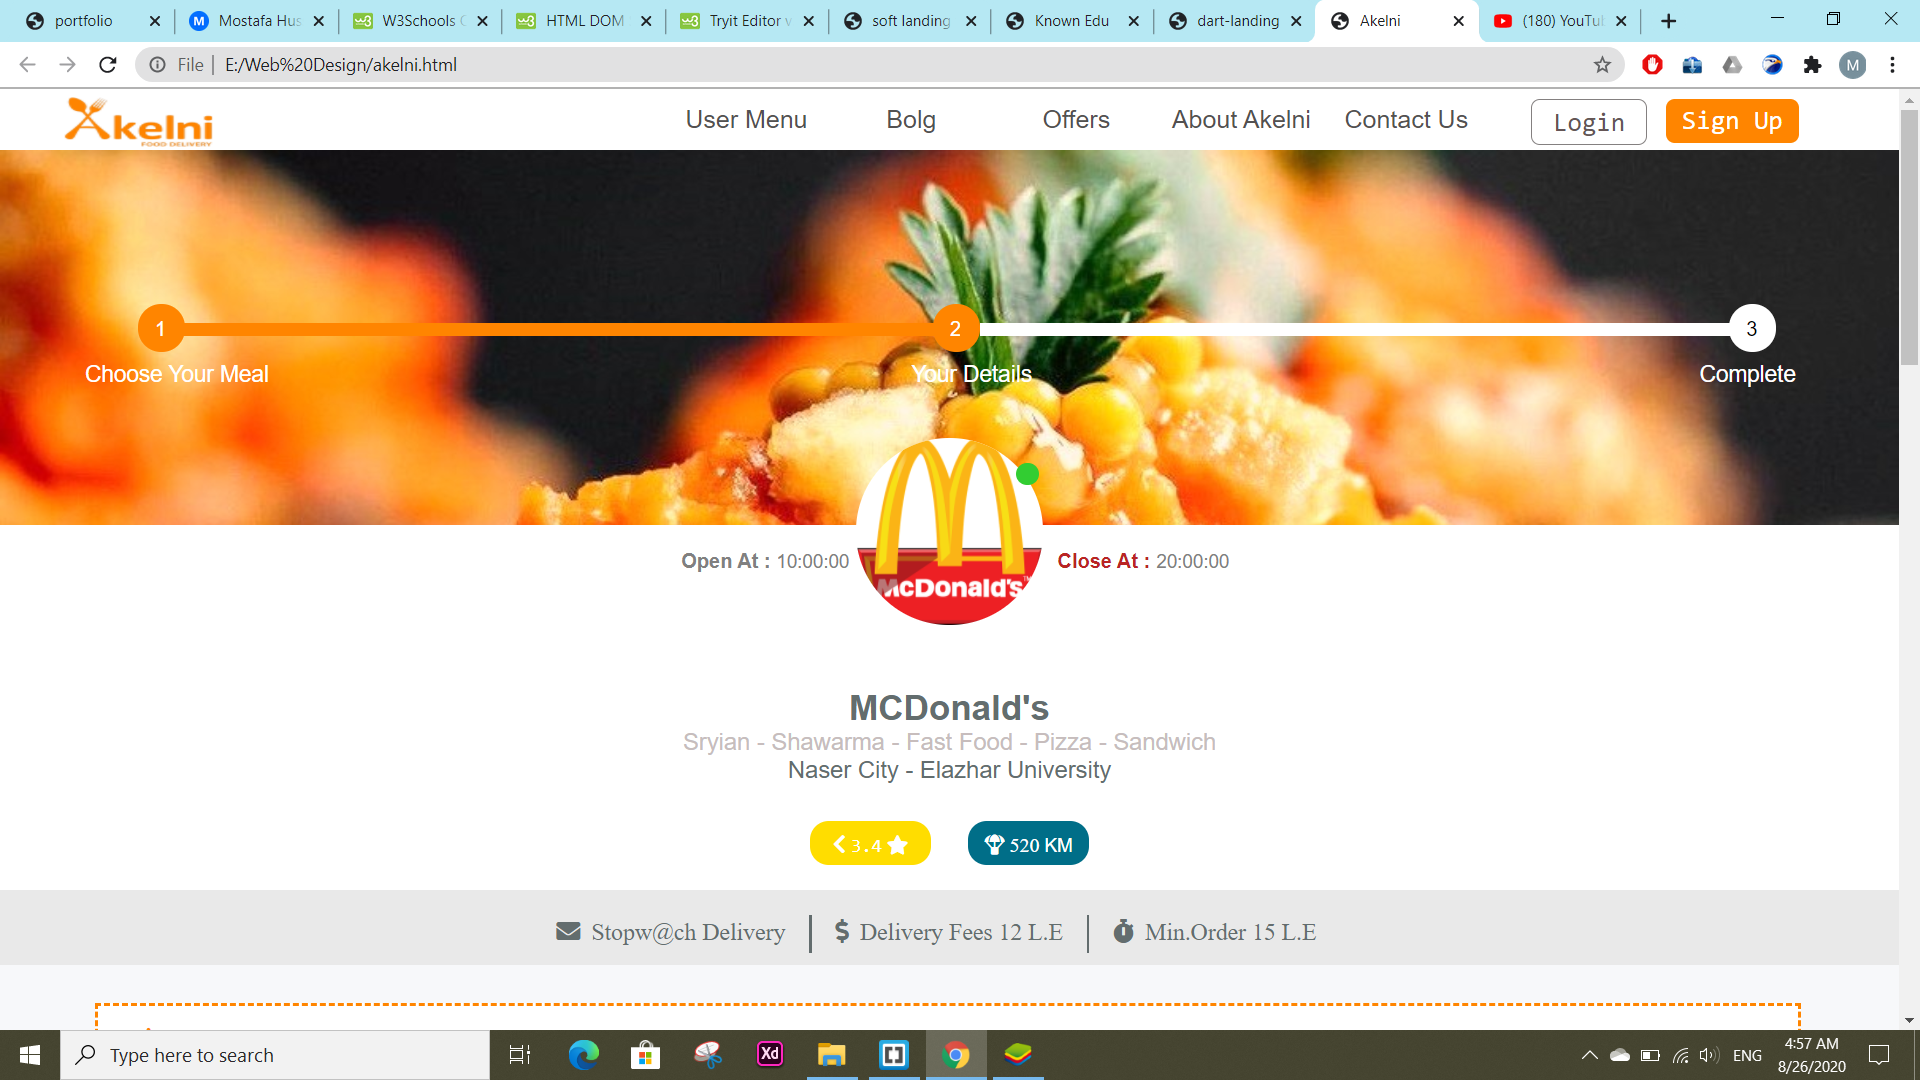 portfolio
Mostafa Hus
W3Schools
HTML DOM
Tryit Editor v
soft landing
Known Edu
dart-landing
Akelni
(180) YouTu
File | E:/Web%20Design/akelni.html
M
Akelni
FOOD DELIVERY
User Menu
Bolg
Offers
About Akelni
Contact Us
Login
Sign Up
1
2
3
Choose Your Meal
Your Details
Complete
Open At : 10:00:00
McDonald's
Close At : 20:00:00
MCDonald's
Sryian - Shawarma - Fast Food - Pizza - Sandwich
Naser City - Elazhar University
3.4
520 KM
Stopw@ch Delivery
$ Delivery Fees 12 L.E
Min.Order 15 L.E
Type here to search
Xd
ENG
4:57 AM
8/26/2020